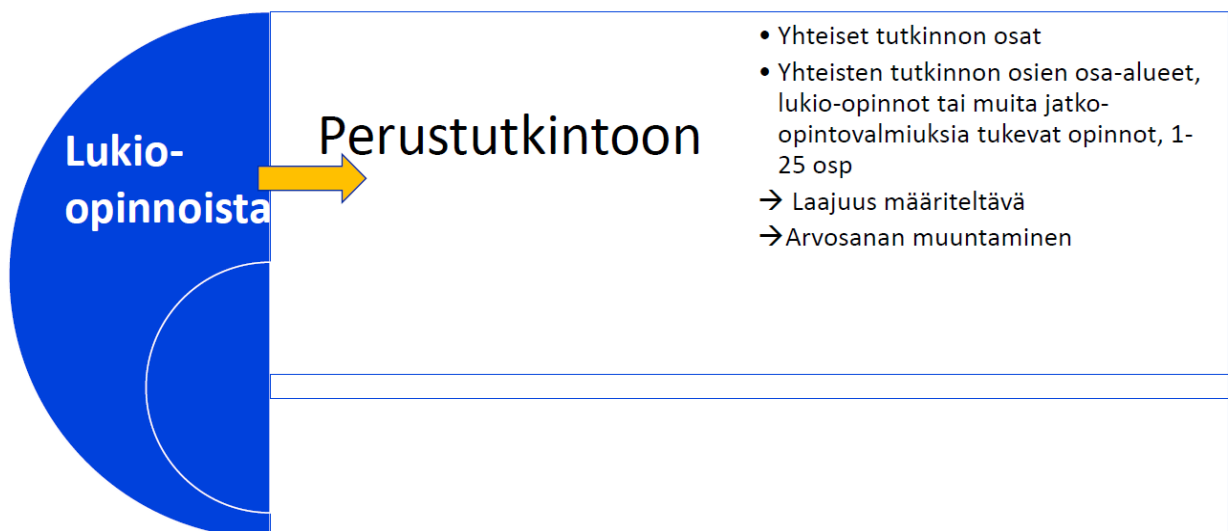 Lukio-
opinnoista
Perustutkintoon
• Yhteiset tutkinnon osat
• Yhteisten tutkinnon osien osa-alueet,
lukio-opinnot tai muita jatko-
opintovalmiuksia tukevat opinnot, 1-
25 osp
→ Laajuus määriteltävä
→Arvosanan muuntaminen